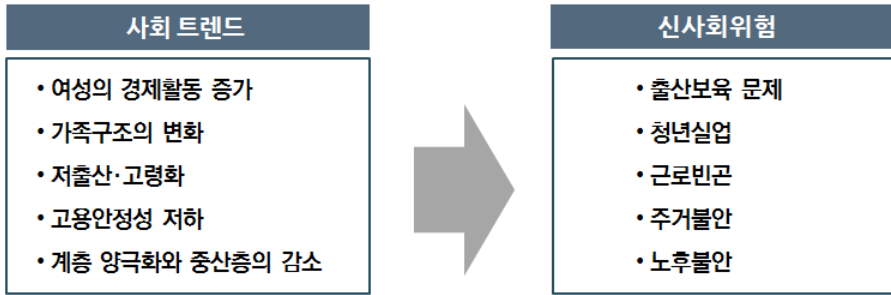 사회 트렌드
• 여성의 경제활동 증가
• 가족구조의 변화
• 저출산·고령화
• 고용안정성 저하
• 계층 양극화와 중산층의 감소
신사회위험
• 출산보육 문제
• 청년실업
• 근로빈곤
• 주거불안
• 노후불안